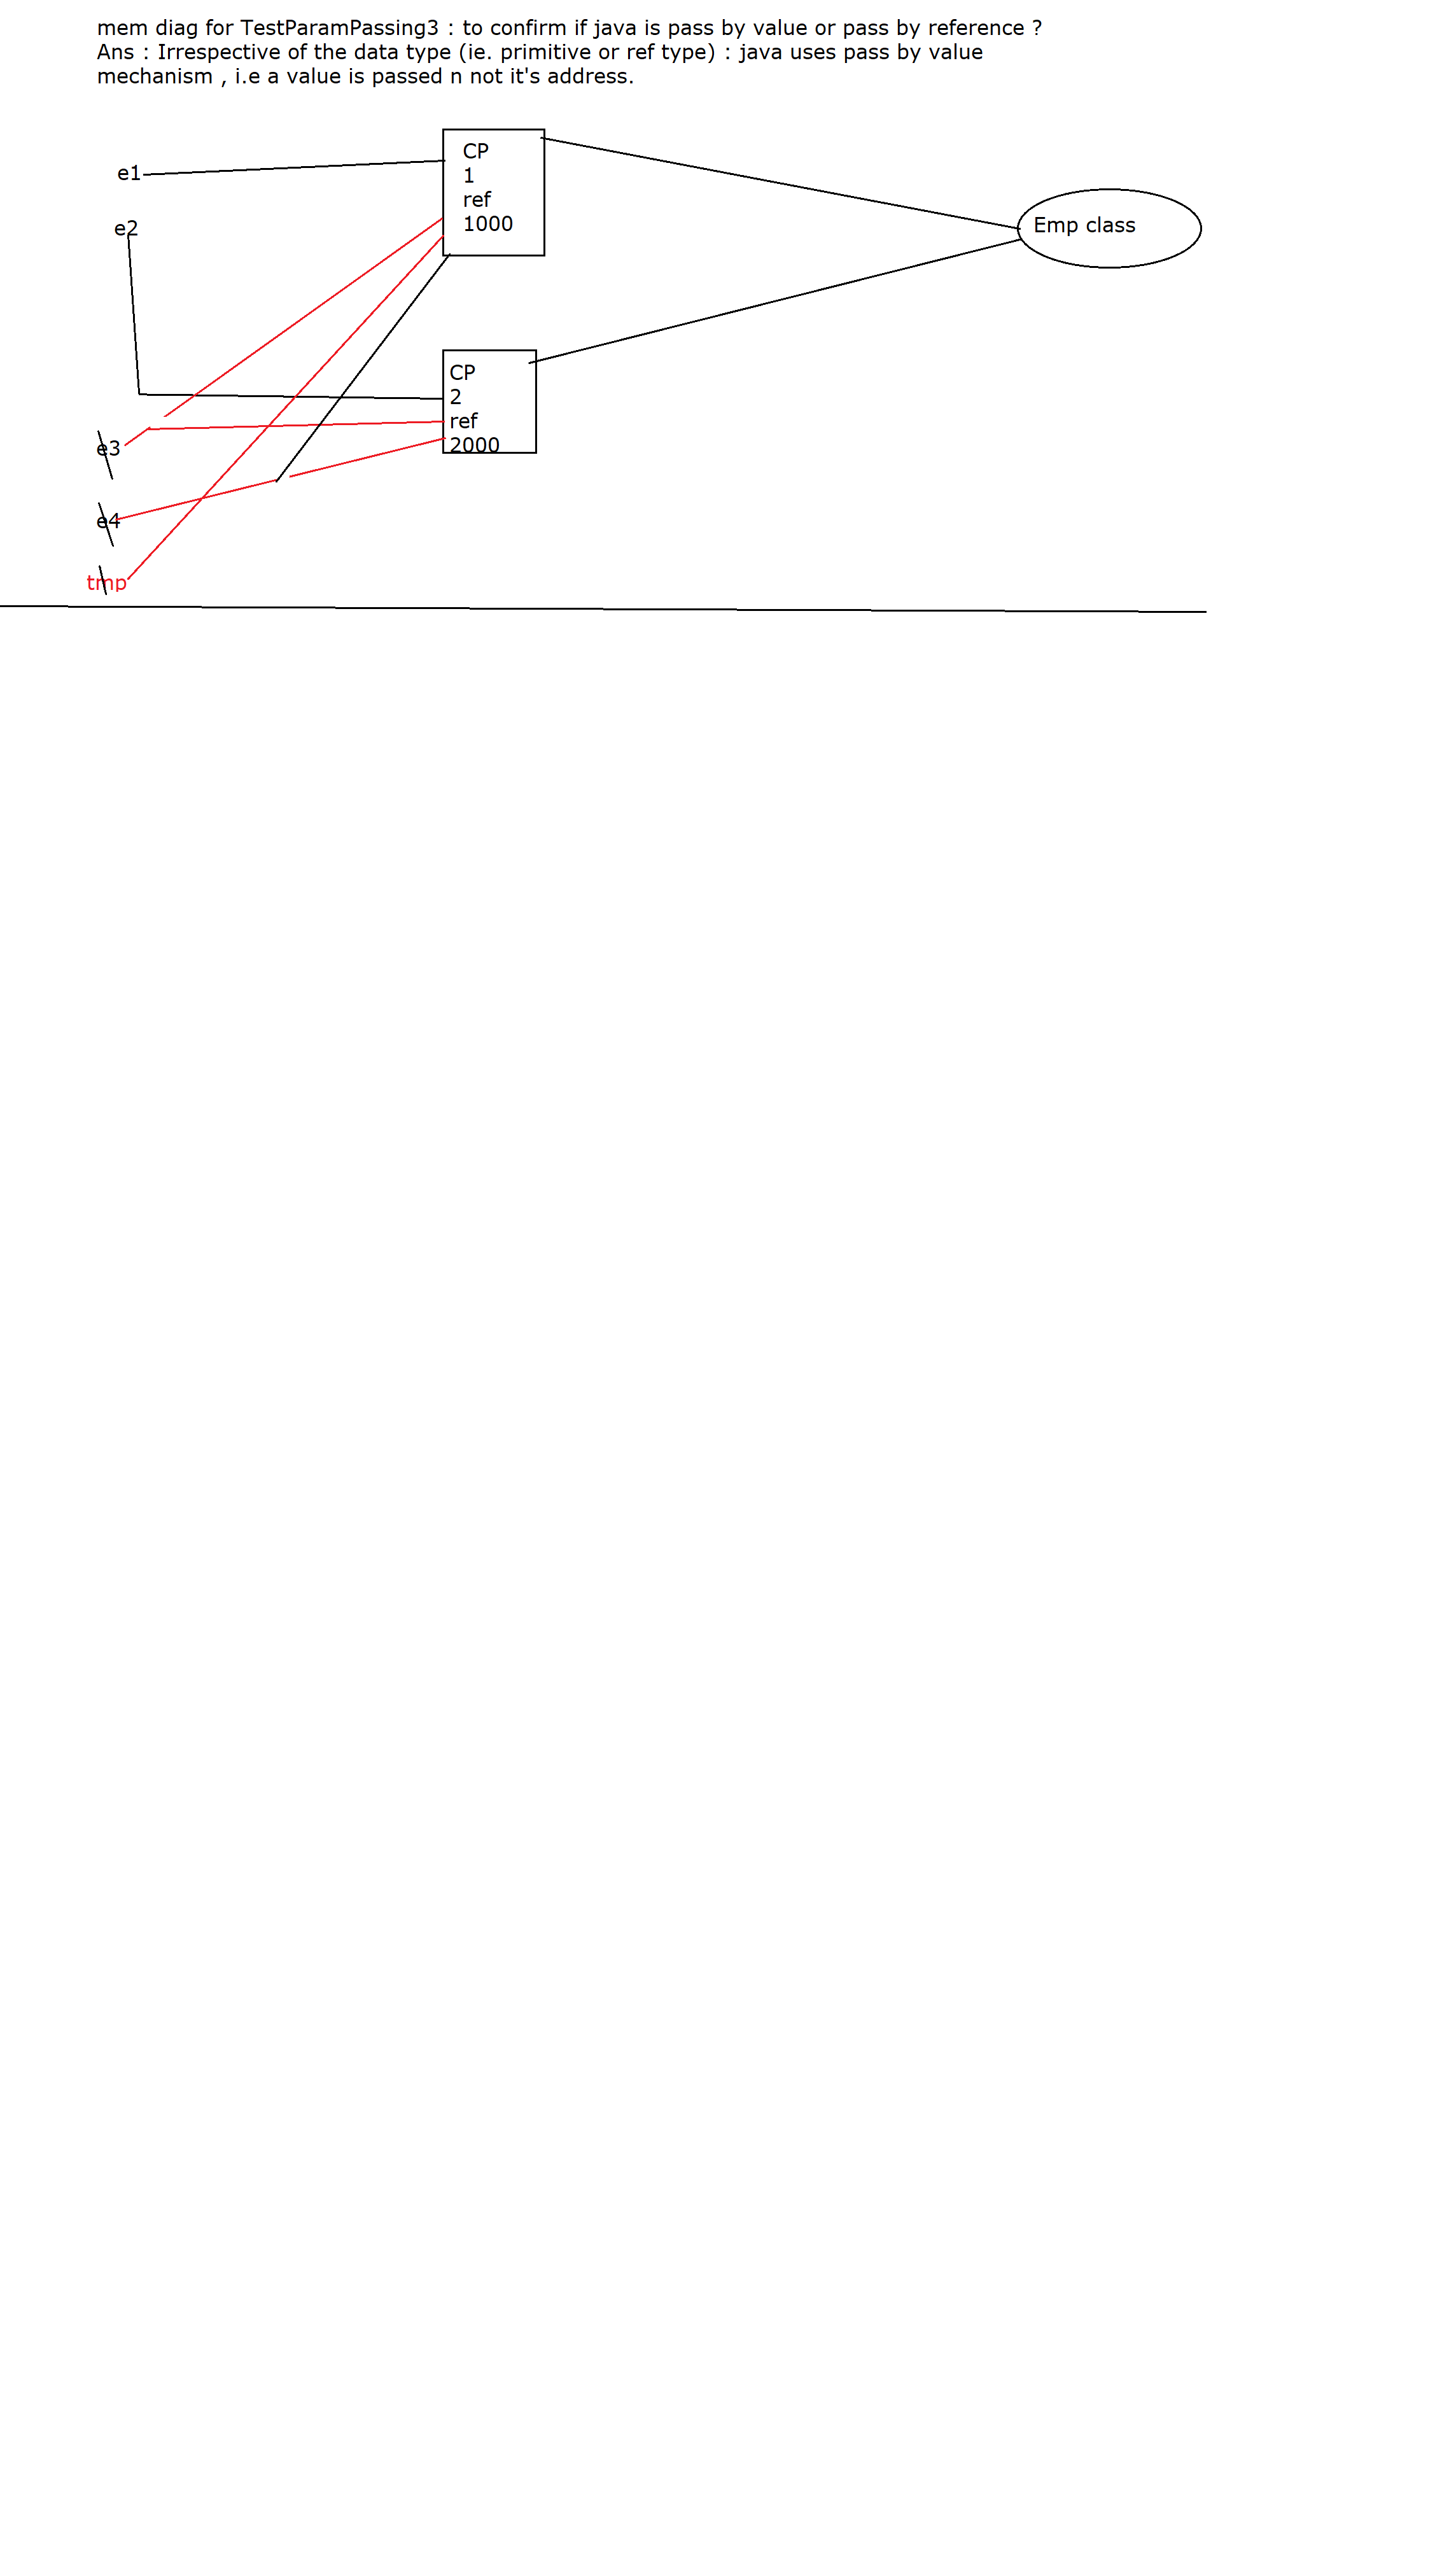 mem diag for TestParamPassing3 : to confirm if java is pass by value or pass by reference ?
Ans : Irrespective of the data type (ie. primitive or ref type) : java uses pass by value
mechanism , i.e a value is passed n not it's address.
CP
1
ref
1000
e1
e2
Emp class
CP
2
ref
2000
e3
e4
tmp